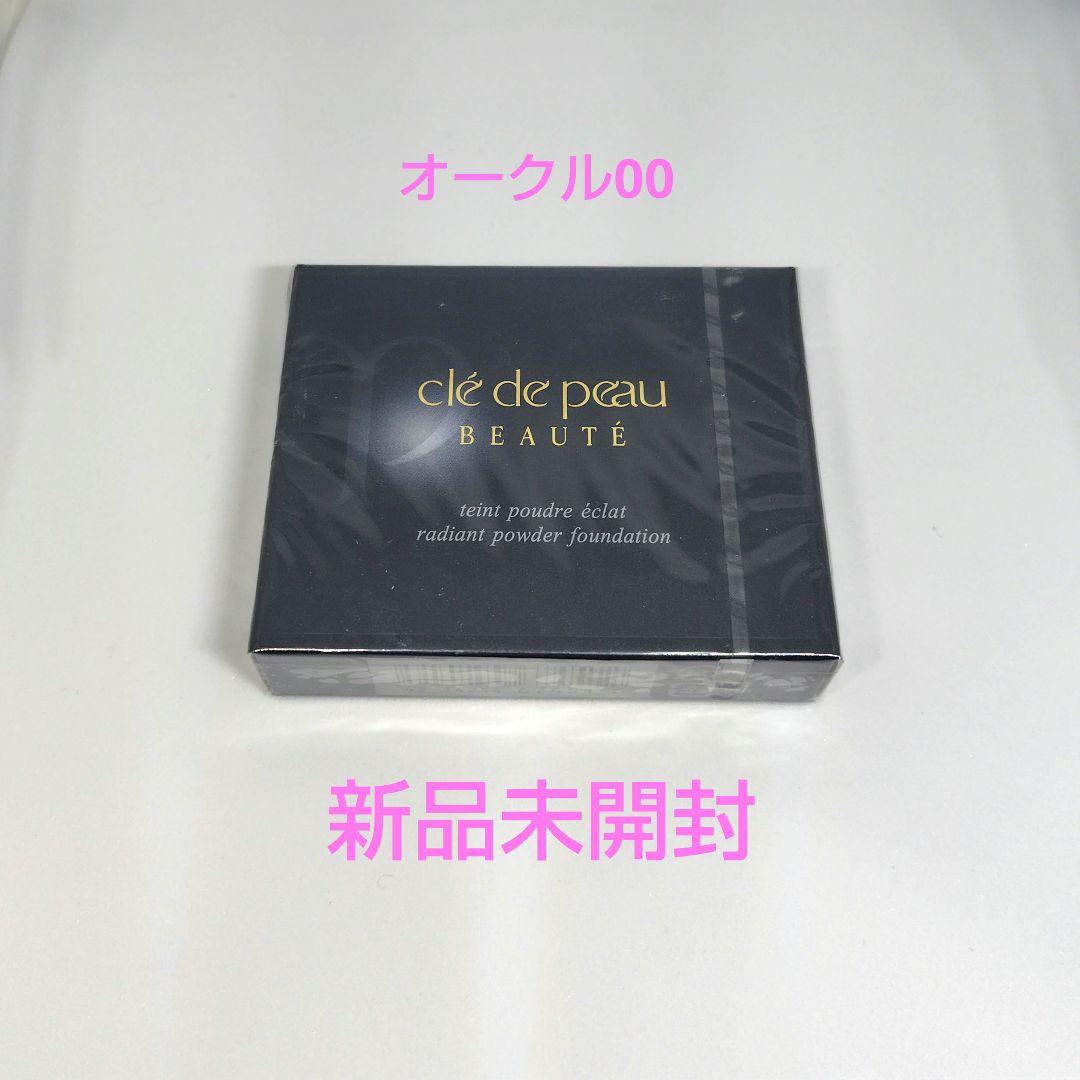 オークル00
clé de peau
BEAUTÉ
teint poudre éclat
radiant powder foundation
新品未開封